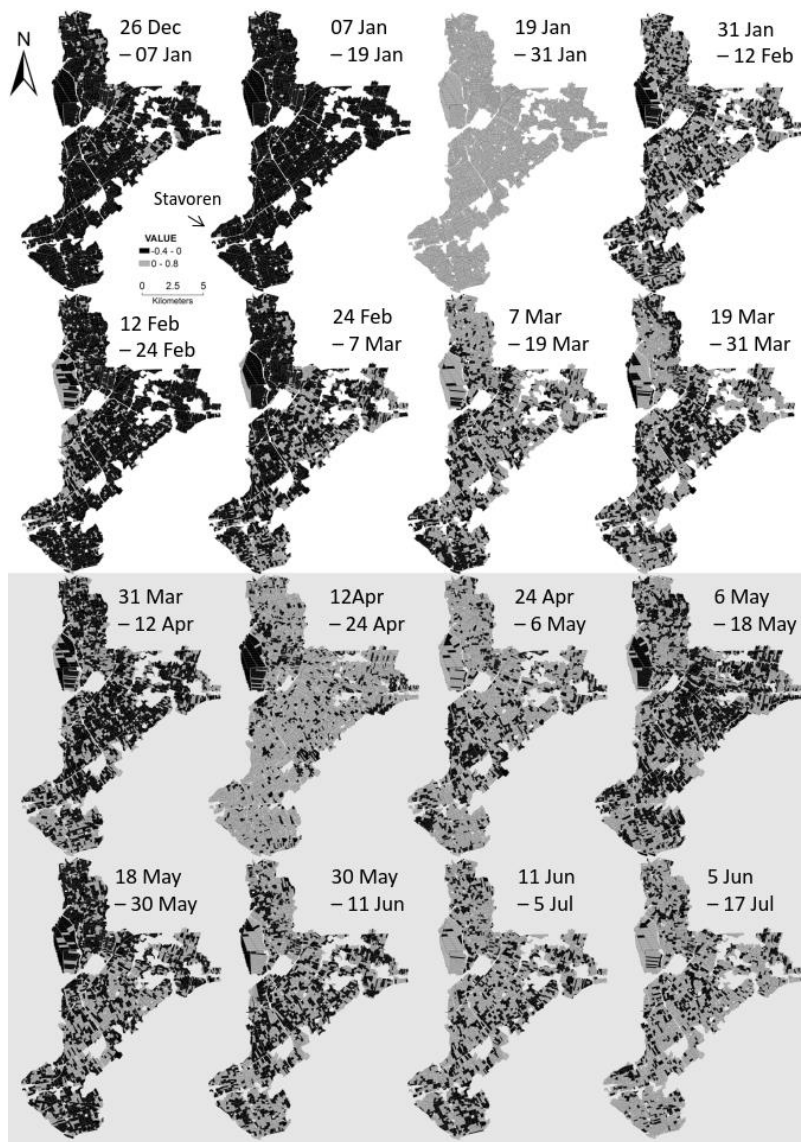 N
26 Dec
– 07 Jan
07 Jan
– 19 Jan
19 Jan
– 31 Jan
31 Jan
– 12 Feb
Stavoren
VALUE
-0.4 - 0
0 - 0.8
0 2.5 5
Kilometers
12 Feb
– 24 Feb
24 Feb
– 7 Mar
7 Mar
– 19 Mar
19 Mar
– 31 Mar
31 Mar
– 12 Apr
12Apr
– 24 Apr
24 Apr
– 6 May
6 May
– 18 May
18 May
– 30 May
30 May
– 11 Jun
11 Jun
– 5 Jul
5 Jun
– 17 Jul